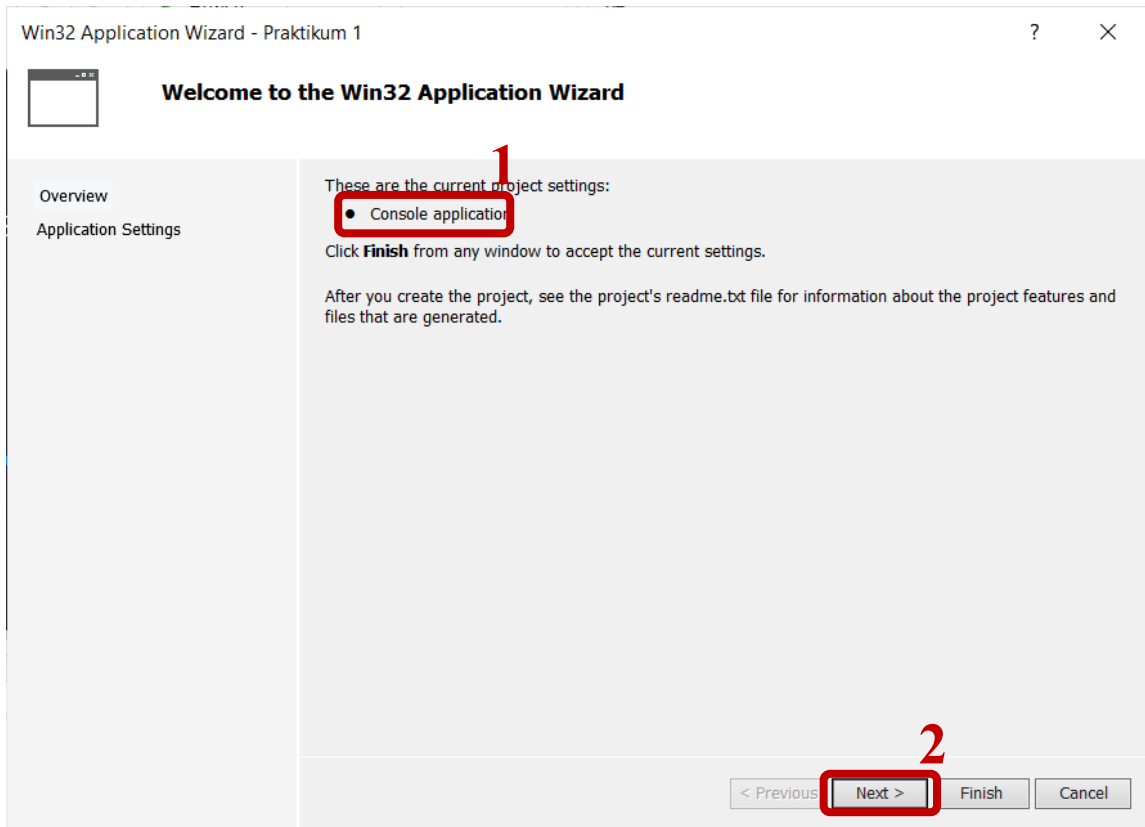 Win32 Application Wizard - Praktikum 1
?
Welcome to the Win32 Application Wizard
1
Overview
Application Settings
These are the current project settings:
● Console application
Click Finish from any window to accept the current settings.
After you create the project, see the project's readme.txt file for information about the project features and
files that are generated.
2
< Previous
Next >
Finish
Cancel